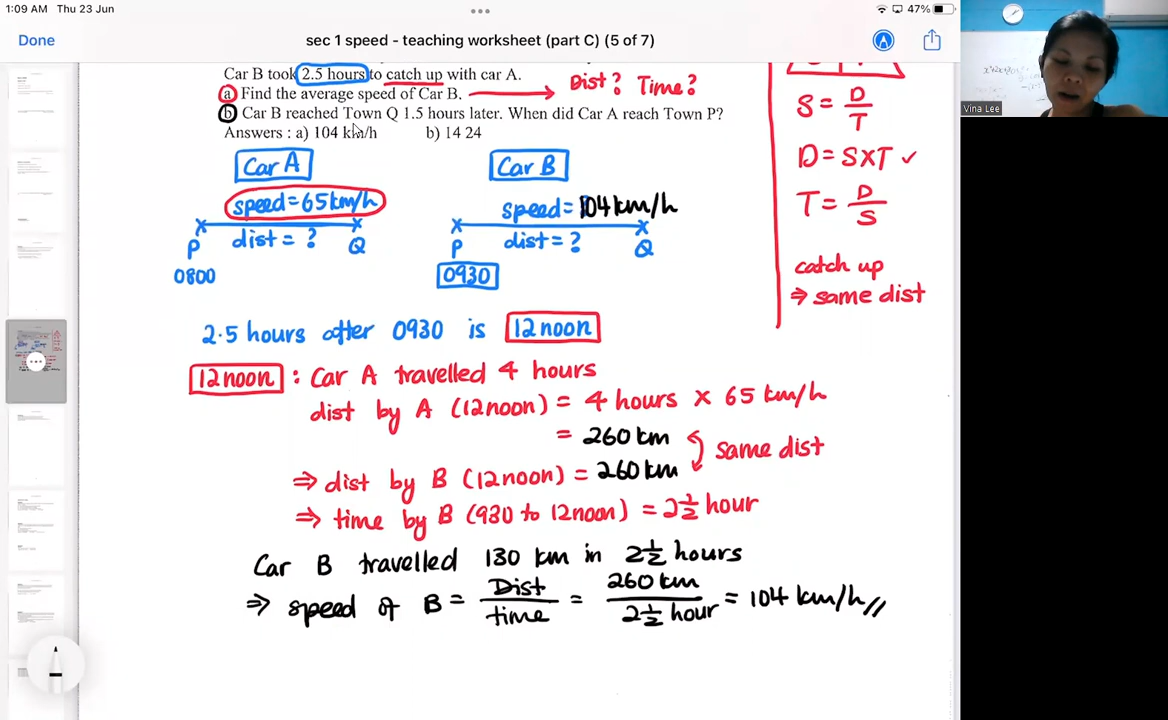 1:09 AM Thu 23 Jun
47%
Done
sec 1 speed - teaching worksheet (part C) (5 of 7)
Car B took 2.5 hours to catch up with car A.
Dist? Time?
a) Find the average speed of Car B.
b) Car B reached Town Q 1.5 hours later. When did Car A reach Town P?
Answers : a) 104 km/h b) 14 24
Car A
speed = 65 km/h
P dist = ? Q
0800
Car B
speed = 104 km/h
P dist = ? Q
0930
S = D/T
D = S X T ✓
T = D/S
catch up
⇒ same dist
2.5 hours after 0930 is 12 noon
12 noon : Car A travelled 4 hours
dist by A (12 noon) = 4 hours x 65 km/h
= 260 km
same dist
⇒ dist by B (12 noon) = 260 km
⇒ time by B (930 to 12 noon) = 2 1/2 hour
Car B travelled 130 km in 2 1/2 hours
⇒ speed of B = Dist/time = 260 km / 2 1/2 hour = 104 km/h //
Vina Lee